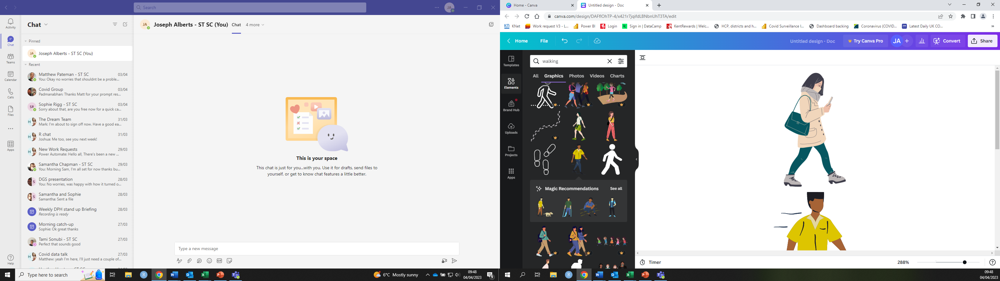 Search
JA
Activity
Chat
Teams
Calendar
Calls
Files
Apps
Help
Chat
Pinned
JA
Joseph Alberts - ST SC (You)
Recent
Matthew Pateman - ST SC 03/04
You: Okay no worries that shouldnt be a proble...
Covid Group 03/04
Padmanabhan: Thanks Matt for your prompt res...
SR
Sophie Rigg - ST SC 03/04
Sorry about that, are you free now for a quick ca...
H
The Dream Team 31/03
Mark: I'm about to sign off now. Have a good ea...
H
R chat 31/03
Joshua: Me too, see you next week!
H
New Work Requests 29/03
Power Automate: Hello all, There's been a new ...
Samantha Chapman - ST SC 29/03
You: Morning Sam, I'm all set for now thanks bu...
S
DGS presentation 28/03
You: No worries, was happy with how it turned o...
S
Samantha and Sophie 28/03
Samantha: Sent a file
Weekly DPH stand up Briefing 28/03
Recording is ready
Morning catch-up 27/03
Sophie: Ok great thanks
Tami Sonubi - ST SC 27/03
Perfect that sounds good
H
Covid data talk 27/03
Matthew: yeah I'm here, I'll just need a couple of...
JA Joseph Alberts - ST SC (You) Chat 4 more
This is your space
This chat is just for you...with you. Use it for drafts, send files to
yourself, or get to know chat features a little better.
Type a new message
GIF
Type here to search
6°C Mostly sunny
09:48
04/04/2023
9
Home - Canva
Untitled design - Doc
canva.com/design/DAFflOhTP-4/x421r7jqifdLBNbnUhT3TA/edit
KNet
Work request V3 - L...
Power BI
Login
Sign in | DataCamp
KentRewards | Welc...
HCP, districts and h...
Covid Surveillance I...
Dashboard backing
Coronavirus (COVID...
Latest Daily UK CO...
Home
File
Untitled design - Doc
Try Canva Pro
JA
Convert
Share
Templates
Elements
Brand Hub
Uploads
Projects
Apps
walking
All Graphics Photos Videos Charts
Magic Recommendations See all
Timer
288%
09:48
04/04/2023